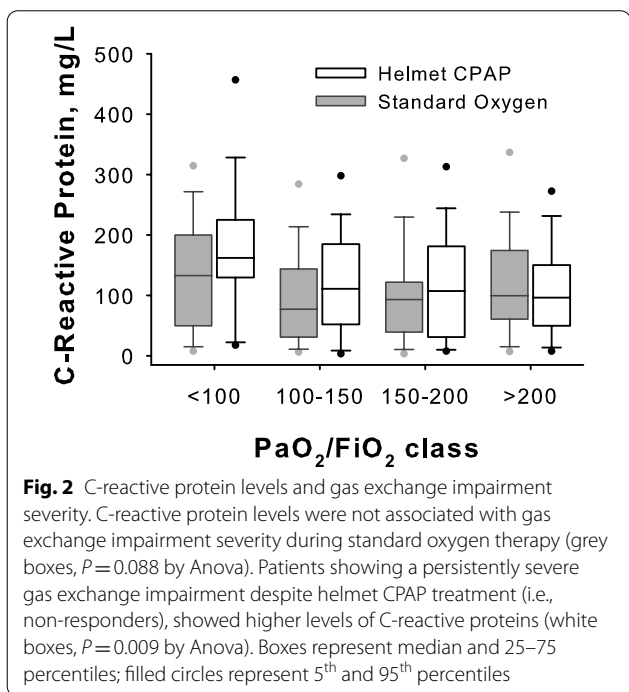 C-Reactive Protein, mg/L
500
400
300
200
100
0
Helmet CPAP
Standard Oxygen
<100 100-150 150-200 >200
PaO₂/FiO₂ class
Fig. 2 C-reactive protein levels and gas exchange impairment
severity. C-reactive protein levels were not associated with gas
exchange impairment severity during standard oxygen therapy (grey
boxes, P = 0.088 by Anova). Patients showing a persistently severe
gas exchange impairment despite helmet CPAP treatment (i.e.,
non-responders), showed higher levels of C-reactive proteins (white
boxes, P = 0.009 by Anova). Boxes represent median and 25–75
percentiles; filled circles represent 5th and 95th percentiles